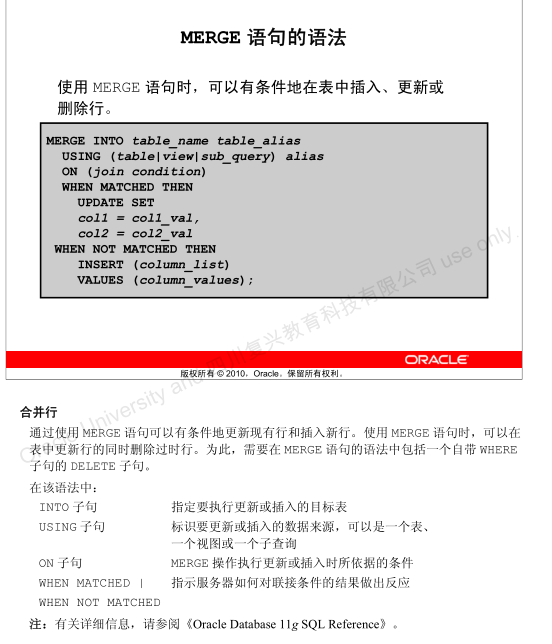 MERGE 语句的语法
使用 MERGE 语句时，可以有条件地在表中插入、更新或
删除行。
MERGE INTO table_name table_alias
USING (table|view|sub_query) alias
ON (join condition)
WHEN MATCHED THEN
UPDATE SET
col1 = col1_val,
col2 = col2_val
WHEN NOT MATCHED THEN
INSERT (column_list)
VALUES (column_values);
ORACLE
版权所有 © 2010，Oracle。保留所有权利。
University and 四川复兴教育科技有限公司 use only.
合并行
通过使用 MERGE 语句可以有条件地更新现有行和插入新行。使用 MERGE 语句时，可以在
表中更新行的同时删除过时行。为此，需要在 MERGE 语句的语法中包括一个自带 WHERE
子句的 DELETE 子句。
在该语法中：
INTO 子句 指定要执行更新或插入的目标表
USING 子句 标识要更新或插入的数据来源，可以是一个表、
一个视图或一个子查询
ON 子句 MERGE 操作执行更新或插入时所依据的条件
WHEN MATCHED | 指示服务器如何对联接条件的结果做出反应
WHEN NOT MATCHED
注：有关详细信息，请参阅《Oracle Database 11g SQL Reference》。